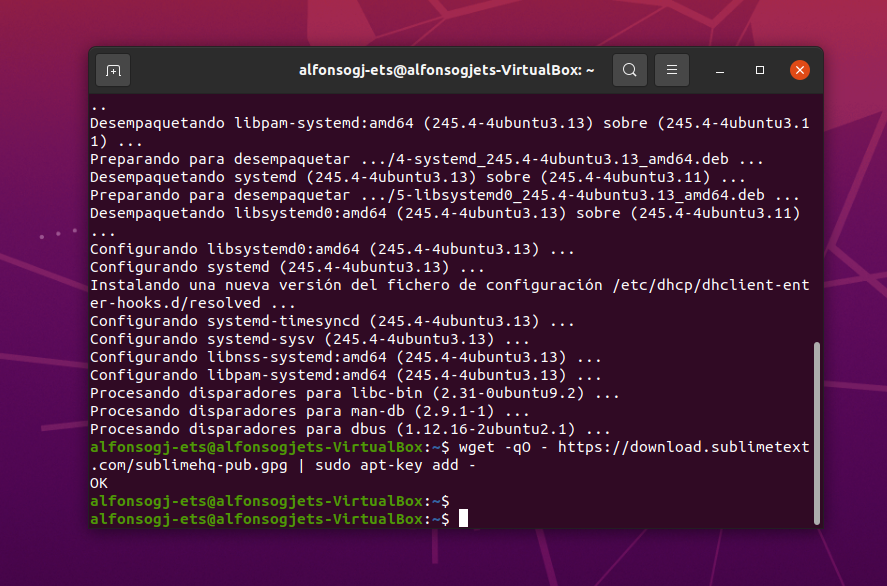 alfonsogj-ets@alfonsogjets-VirtualBox: ~
..
Desempaquetando libpam-systemd:amd64 (245.4-4ubuntu3.13) sobre (245.4-4ubuntu3.1
1) ...
Preparando para desempaquetar .../4-systemd_245.4-4ubuntu3.13_amd64.deb ...
Desempaquetando systemd (245.4-4ubuntu3.13) sobre (245.4-4ubuntu3.11) ...
Preparando para desempaquetar .../5-libsystemd0_245.4-4ubuntu3.13_amd64.deb ...
Desempaquetando libsystemd0:amd64 (245.4-4ubuntu3.13) sobre (245.4-4ubuntu3.11)
...
Configurando libsystemd0:amd64 (245.4-4ubuntu3.13) ...
Configurando systemd (245.4-4ubuntu3.13) ...
Instalando una nueva versión del fichero de configuración /etc/dhcp/dhclient-ent
er-hooks.d/resolved ...
Configurando systemd-timesyncd (245.4-4ubuntu3.13) ...
Configurando systemd-sysv (245.4-4ubuntu3.13) ...
Configurando libnss-systemd:amd64 (245.4-4ubuntu3.13) ...
Configurando libpam-systemd:amd64 (245.4-4ubuntu3.13) ...
Procesando disparadores para libc-bin (2.31-0ubuntu9.2) ...
Procesando disparadores para man-db (2.9.1-1) ...
Procesando disparadores para dbus (1.12.16-2ubuntu2.1) ...
alfonsogj-ets@alfonsogjets-VirtualBox:~$ wget -qO - https://download.sublimetext
.com/sublimehq-pub.gpg | sudo apt-key add -
OK
alfonsogj-ets@alfonsogjets-VirtualBox:~$
alfonsogj-ets@alfonsogjets-VirtualBox:~$